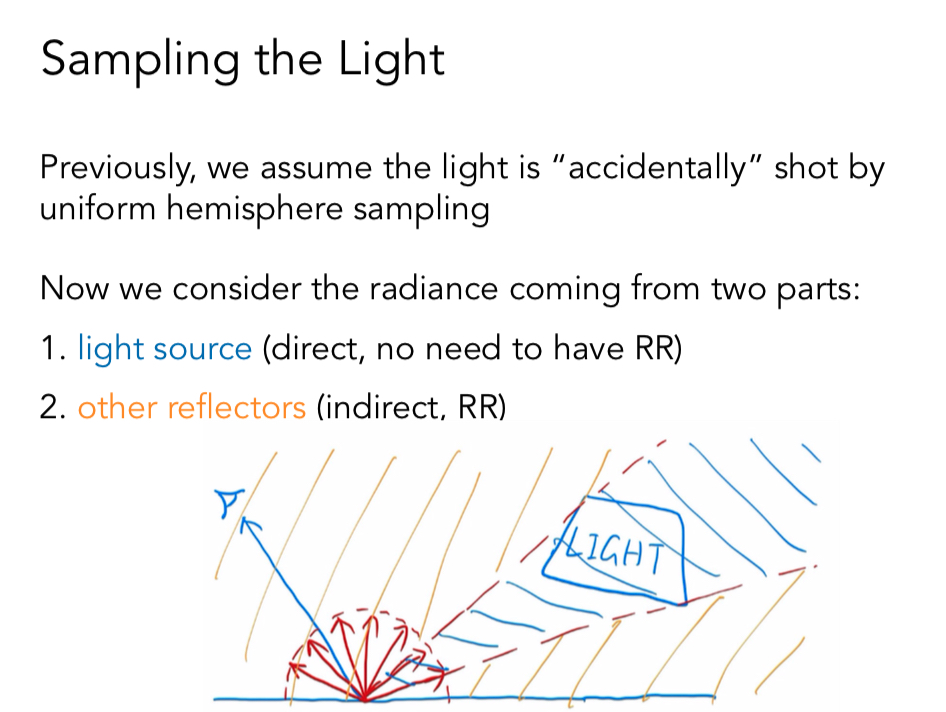 Sampling the Light
Previously, we assume the light is “accidentally” shot by
uniform hemisphere sampling
Now we consider the radiance coming from two parts:
1. light source (direct, no need to have RR)
2. other reflectors (indirect, RR)
LIGHT